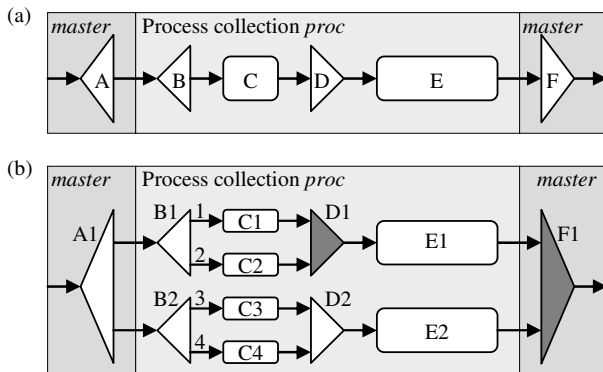 (a)
master Process collection proc master
A B C D E F
(b)
master Process collection proc master
A1 B1 1 C1 D1 E1 F1
2 C2
B2 3 C3 D2 E2
4 C4